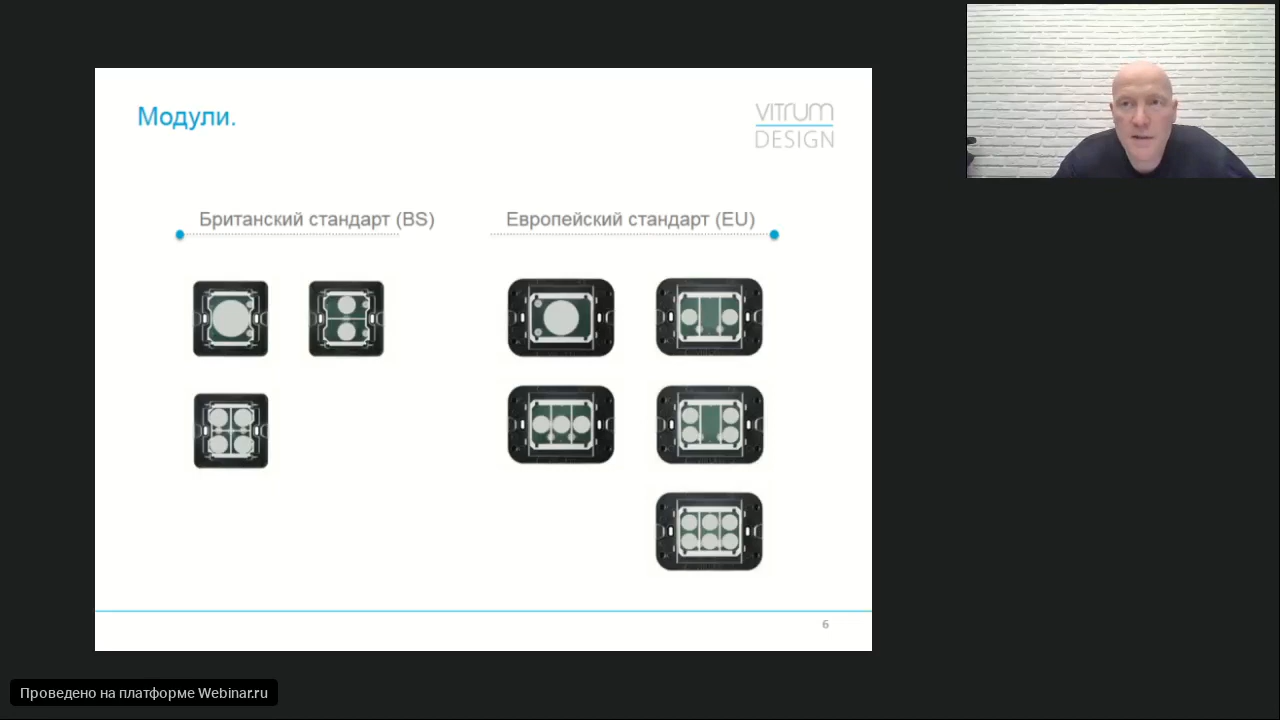 Модули.
VITRUM
DESIGN
Британский стандарт (BS)
Европейский стандарт (EU)
6
Проведено на платформе Webinar.ru